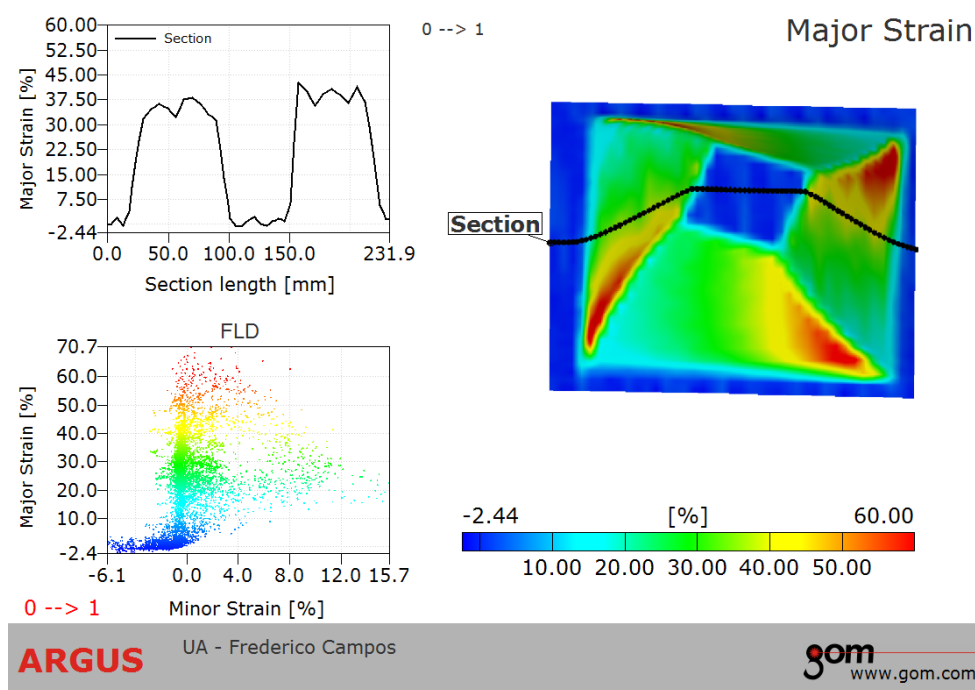 0 --> 1
Major Strain
60.00
52.50
45.00
37.50
30.00
22.50
15.00
7.50
-2.44
Major Strain [%]
Section
0.0 50.0 100.0 150.0 231.9
Section length [mm]
Section
FLD
70.7
60.0
50.0
40.0
30.0
20.0
10.0
-2.4
Major Strain [%]
-6.1 0.0 4.0 8.0 12.0 15.7
Minor Strain [%]
0 --> 1
-2.44 [%] 60.00
10.00 20.00 30.00 40.00 50.00
ARGUS
UA - Frederico Campos
gom
www.gom.com